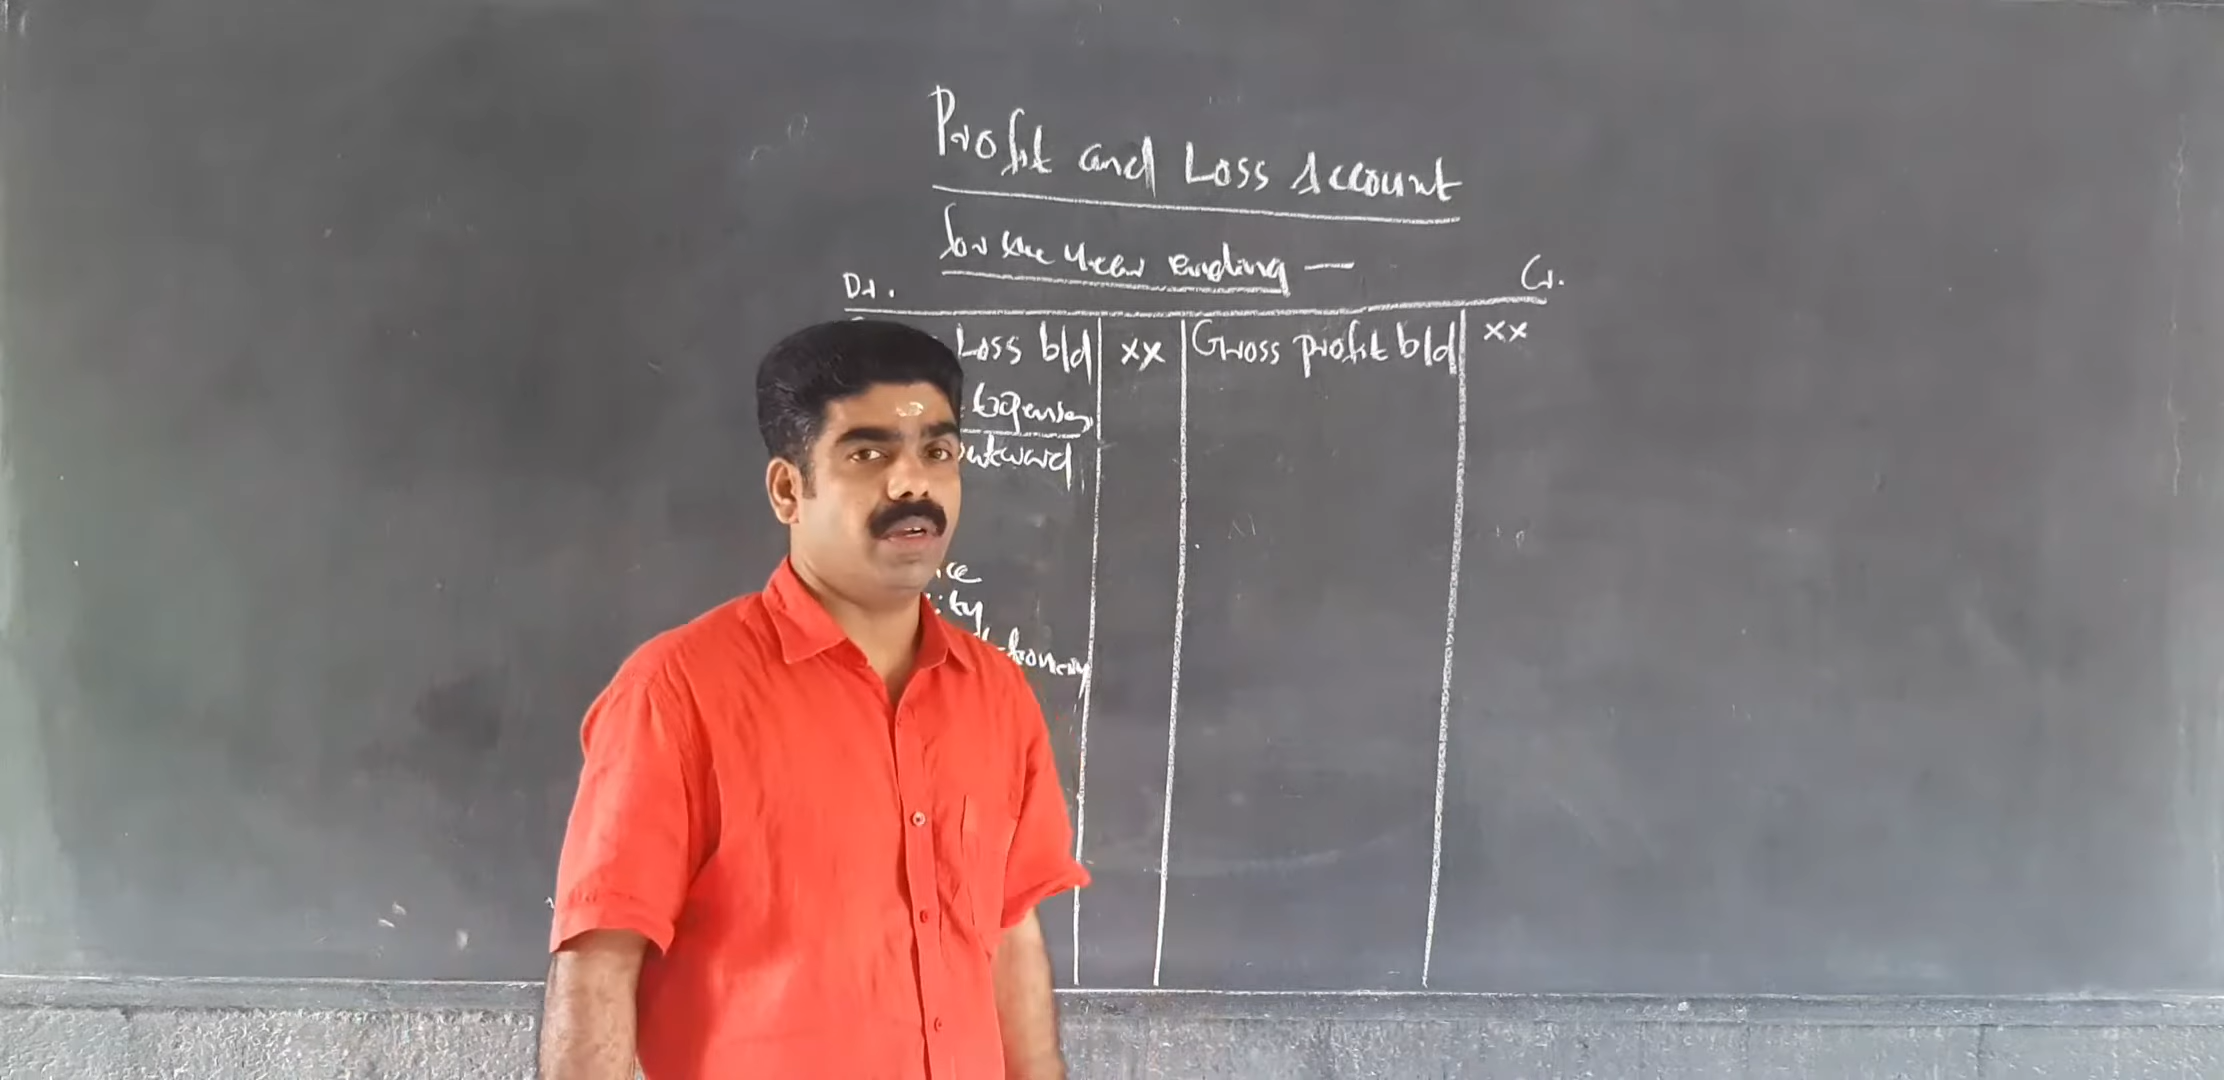 Profit and Loss Account
for the year ending —
Dr. Cr.
Loss b/d xx Gross profit b/d xx
Expenses
outward